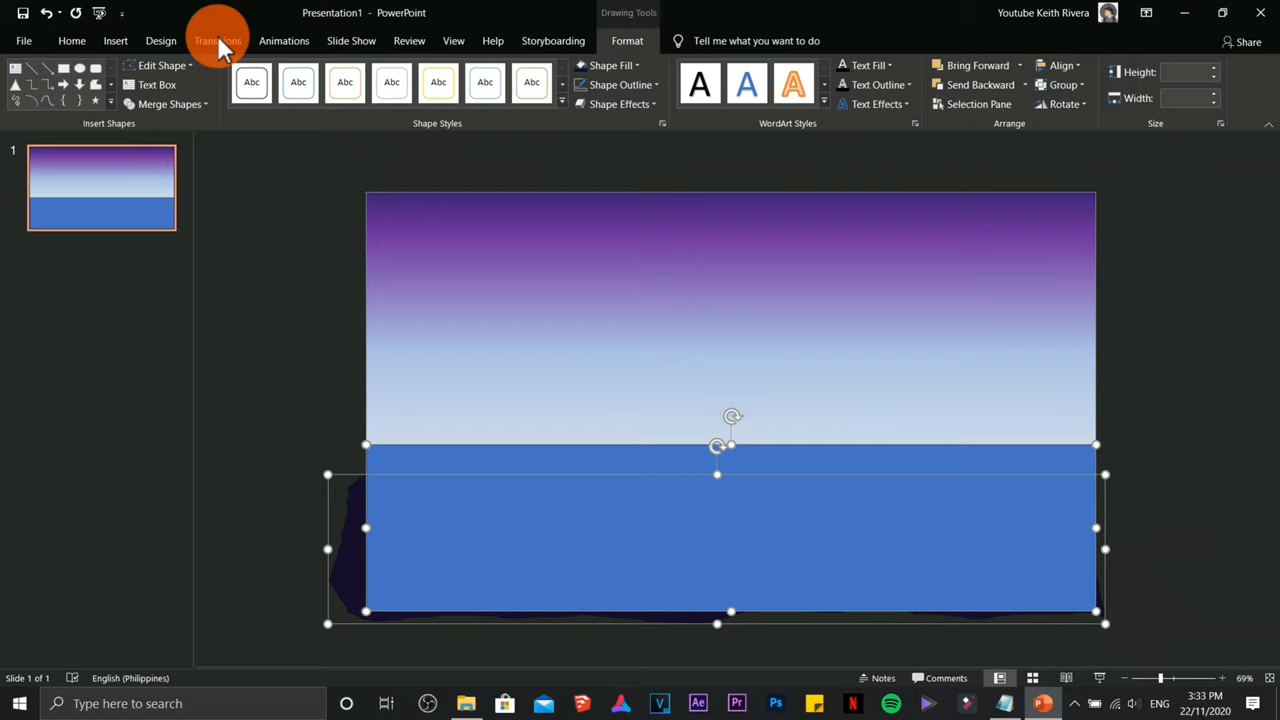 Presentation1 - PowerPoint
Drawing Tools
Youtube Keith Rivera
File Home Insert Design Transitions Animations Slide Show Review View Help Storyboarding Format Tell me what you want to do Share
Edit Shape
Text Box
Merge Shapes
Insert Shapes
Abc Abc Abc Abc Abc Abc Abc
Shape Fill
Shape Outline
Shape Effects
Shape Styles
A A A
Text Fill
Text Outline
Text Effects
WordArt Styles
Bring Forward
Send Backward
Selection Pane
Align
Group
Rotate
Arrange
Height:
Width:
Size
1
Slide 1 of 1 English (Philippines) Notes Comments 69%
Type here to search
Ae Pr Ps N
ENG
3:33 PM
22/11/2020